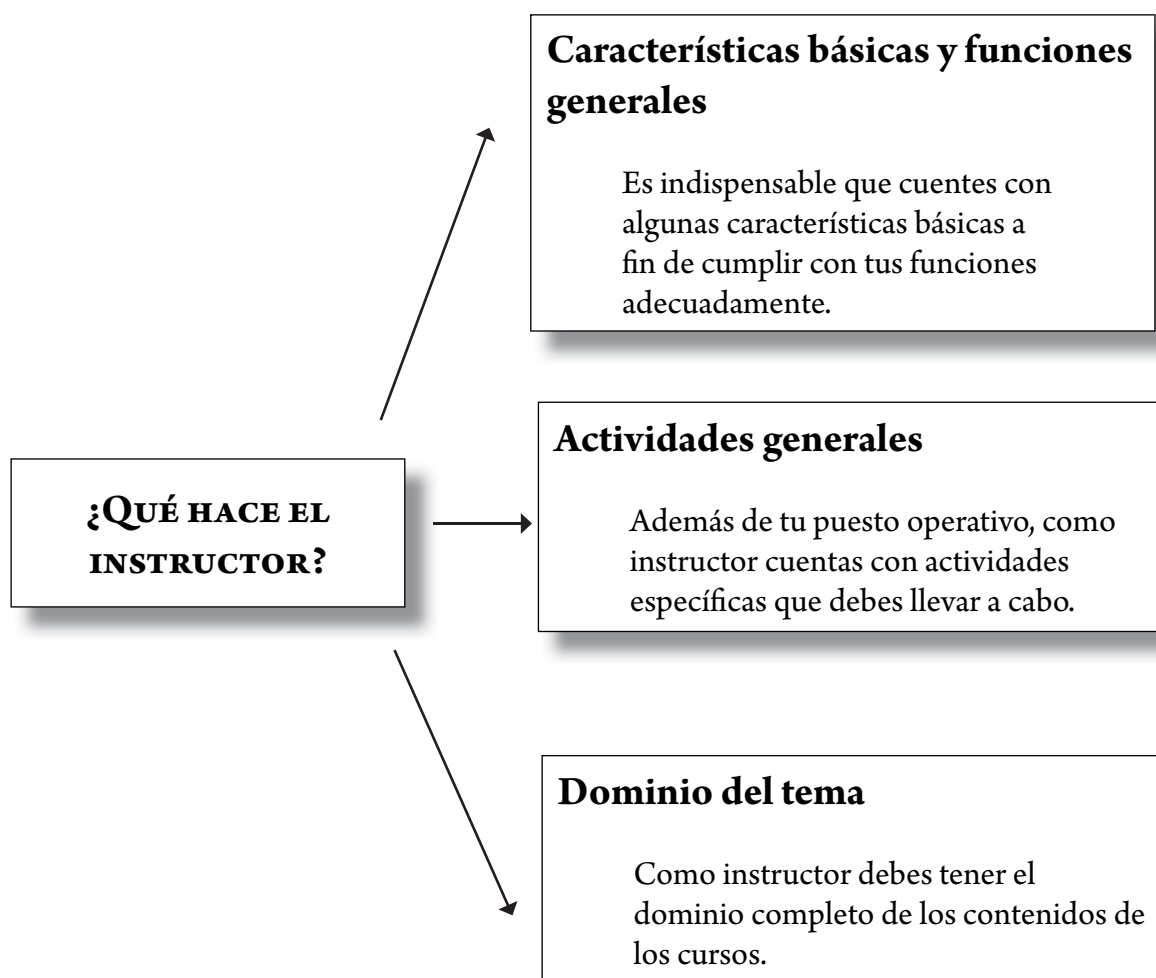 Características básicas y funciones
generales
Es indispensable que cuentes con
algunas características básicas a
fin de cumplir con tus funciones
adecuadamente.
¿QUÉ HACE EL
INSTRUCTOR?
Actividades generales
Además de tu puesto operativo, como
instructor cuentas con actividades
específicas que debes llevar a cabo.
Dominio del tema
Como instructor debes tener el
dominio completo de los contenidos de
los cursos.